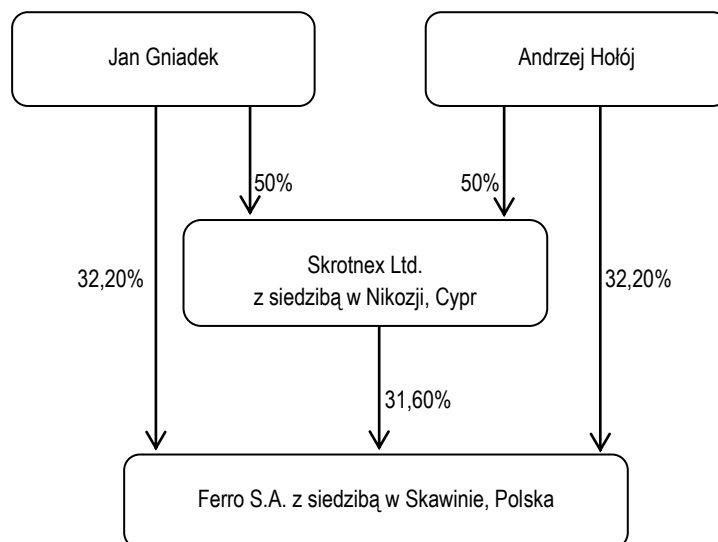 Jan Gniadek
Andrzej Hołój
50%
50%
Skrotnex Ltd.
z siedzibą w Nikozji, Cypr
32,20%
32,20%
31,60%
Ferro S.A. z siedzibą w Skawinie, Polska